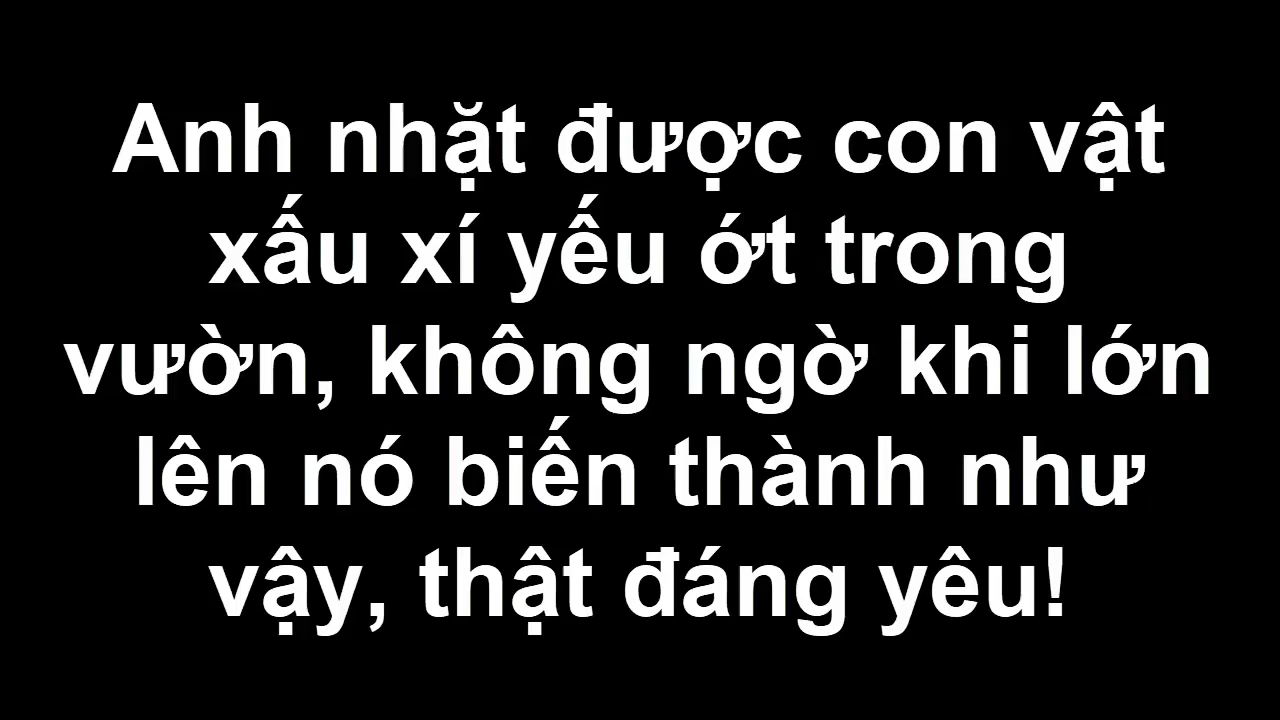 Anh nhặt được con vật
xấu xí yếu ớt trong
vườn, không ngờ khi lớn
lên nó biến thành như
vậy, thật đáng yêu!